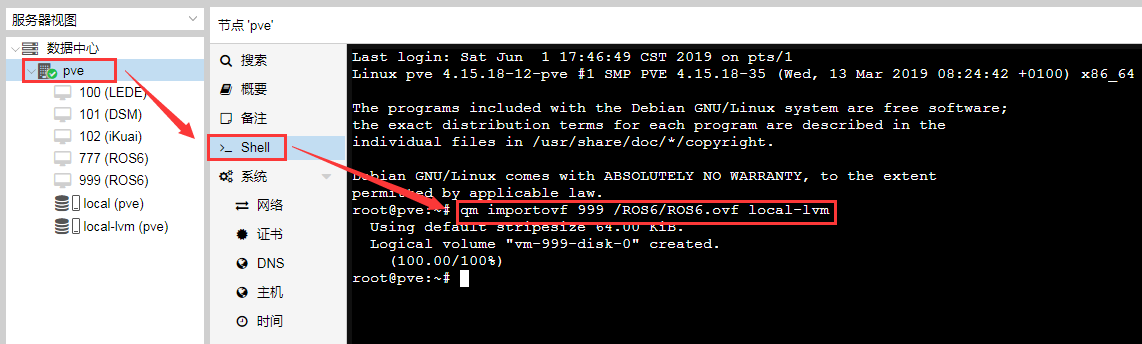 服务器视图
数据中心
pve
100 (LEDE)
101 (DSM)
102 (iKuai)
777 (ROS6)
999 (ROS6)
local (pve)
local-lvm (pve)
节点 'pve'
搜索
概要
备注
Shell
系统
网络
证书
DNS
主机
时间
Last login: Sat Jun  1 17:46:49 CST 2019 on pts/1
Linux pve 4.15.18-12-pve #1 SMP PVE 4.15.18-35 (Wed, 13 Mar 2019 08:24:42 +0100) x86_64
The programs included with the Debian GNU/Linux system are free software;
the exact distribution terms for each program are described in the
individual files in /usr/share/doc/*/copyright.
Debian GNU/Linux comes with ABSOLUTELY NO WARRANTY, to the extent
permitted by applicable law.
root@pve:~# qm importovf 999 /ROS6/ROS6.ovf local-lvm
Using default stripesize 64.00 KiB.
Logical volume "vm-999-disk-0" created.
(100.00/100%)
root@pve:~#